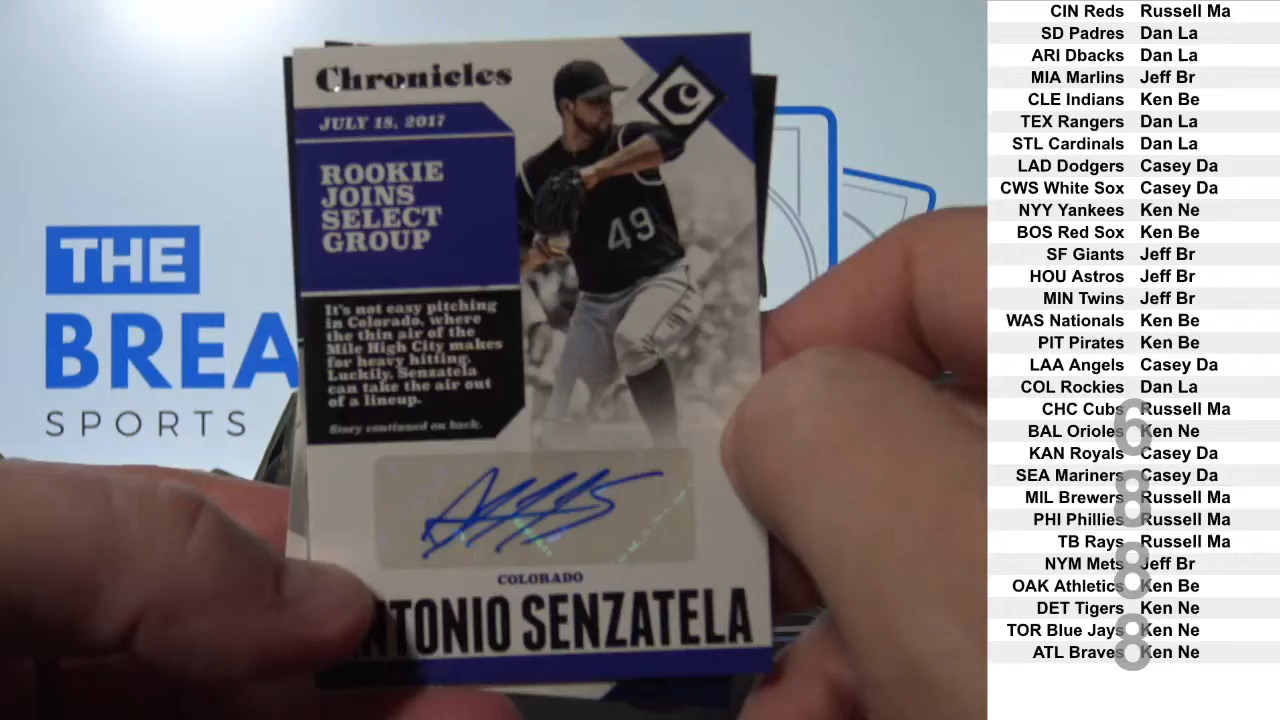 Chronicles
C
JULY 18, 2017
ROOKIE
JOINS
SELECT
GROUP
49
It's not easy pitching
in Colorado, where
the thin air of the
Mile High City makes
for heavy hitting.
Luckily, Senzatela
can take the air out
of a lineup.
Story continued on back.
COLORADO
ANTONIO SENZATELA
THE
BREA
SPORTS
CIN Reds Russell Ma
SD Padres Dan La
ARI Dbacks Dan La
MIA Marlins Jeff Br
CLE Indians Ken Be
TEX Rangers Dan La
STL Cardinals Dan La
LAD Dodgers Casey Da
CWS White Sox Casey Da
NYY Yankees Ken Ne
BOS Red Sox Ken Be
SF Giants Jeff Br
HOU Astros Jeff Br
MIN Twins Jeff Br
WAS Nationals Ken Be
PIT Pirates Ken Be
LAA Angels Casey Da
COL Rockies Dan La
CHC Cubs Russell Ma
BAL Orioles Ken Ne
KAN Royals Casey Da
SEA Mariners Casey Da
MIL Brewers Russell Ma
PHI Phillies Russell Ma
TB Rays Russell Ma
NYM Mets Jeff Br
OAK Athletics Ken Be
DET Tigers Ken Ne
TOR Blue Jays Ken Ne
ATL Braves Ken Ne